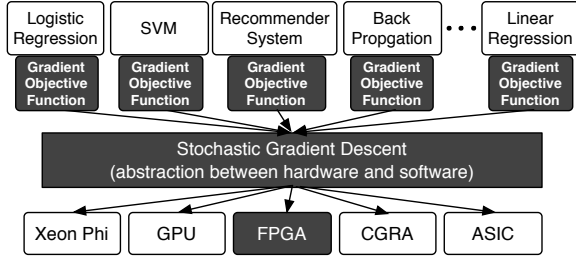 Logistic
Regression
SVM
Recommender
System
Back
Propgation
Linear
Regression
Gradient
Objective
Function
Gradient
Objective
Function
Gradient
Objective
Function
Gradient
Objective
Function
Gradient
Objective
Function
Stochastic Gradient Descent
(abstraction between hardware and software)
Xeon Phi
GPU
FPGA
CGRA
ASIC